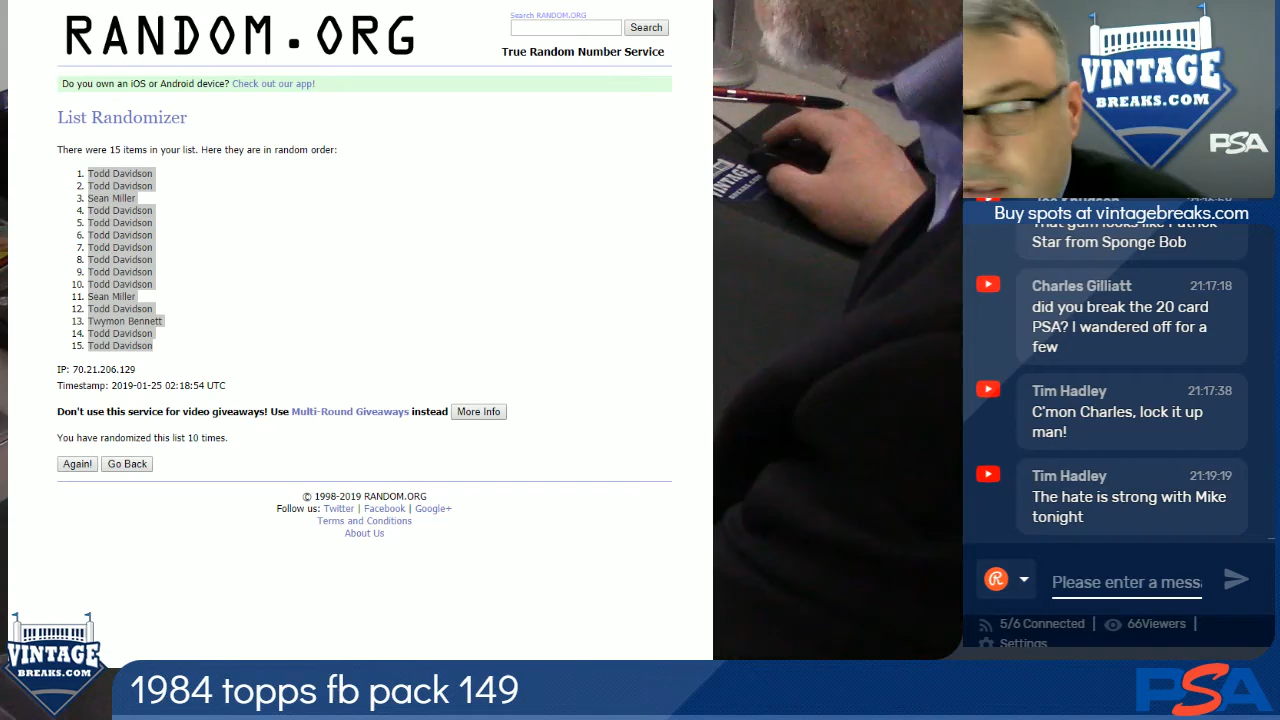 RANDOM.ORG
Search RANDOM.ORG
Search
True Random Number Service
Do you own an iOS or Android device? Check out our app!
List Randomizer
There were 15 items in your list. Here they are in random order:
1. Todd Davidson
2. Todd Davidson
3. Sean Miller
4. Todd Davidson
5. Todd Davidson
6. Todd Davidson
7. Todd Davidson
8. Todd Davidson
9. Todd Davidson
10. Todd Davidson
11. Sean Miller
12. Todd Davidson
13. Twymon Bennett
14. Todd Davidson
15. Todd Davidson
IP: 70.21.206.129
Timestamp: 2019-01-25 02:18:54 UTC
Don't use this service for video giveaways! Use Multi-Round Giveaways instead More Info
You have randomized this list 10 times.
Again! Go Back
© 1998-2019 RANDOM.ORG
Follow us: Twitter | Facebook | Google+
Terms and Conditions
About Us
VINTAGE
BREAKS.COM
1984 topps fb pack 149
VINTAGE
BREAKS.COM
PSA
Buy spots at vintagebreaks.com
Star from Sponge Bob
Charles Gilliatt 21:17:18
did you break the 20 card
PSA? I wandered off for a
few
Tim Hadley 21:17:38
C'mon Charles, lock it up
man!
Tim Hadley 21:19:19
The hate is strong with Mike
tonight
Please enter a messa
5/6 Connected | 66Viewers |
Settings
PSA